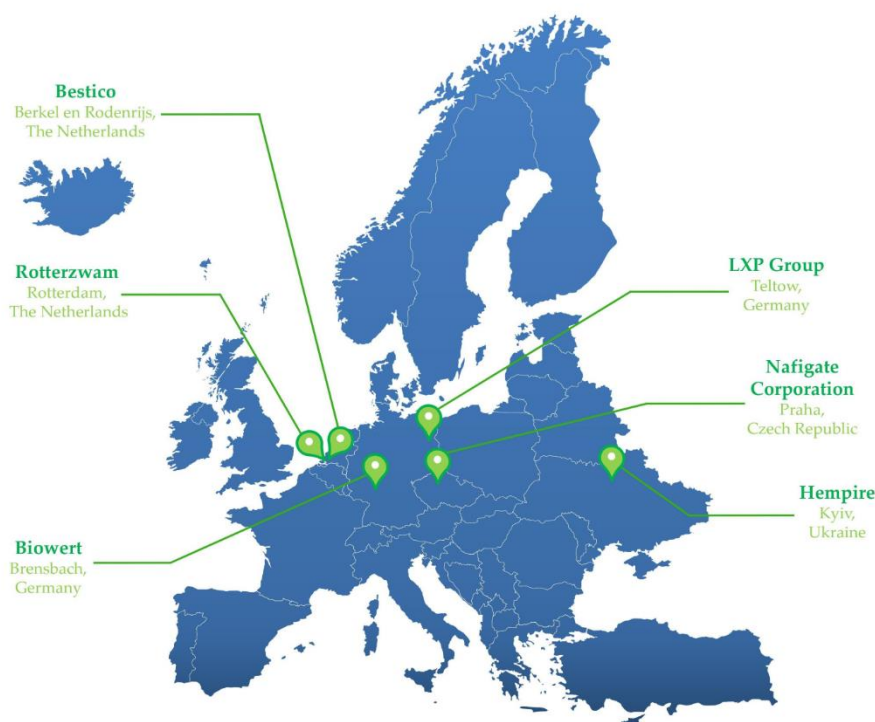 Bestico
Berkel en Rodenrijs,
The Netherlands
Rotterzwam
Rotterdam,
The Netherlands
LXP Group
Teltow,
Germany
Nafigate
Corporation
Praha,
Czech Republic
Hempire
Kyiv,
Ukraine
Biowert
Brensbach,
Germany